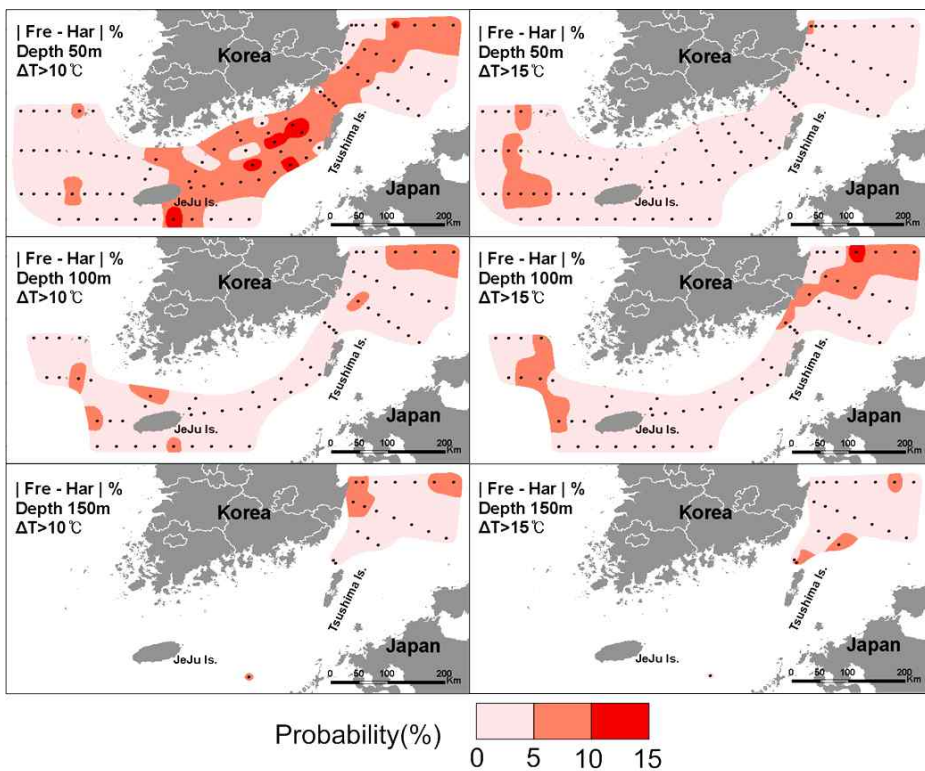 | Fre - Har | %
Depth 50m
ΔT>10℃
Korea
Tsushima Is.
Japan
JeJu Is.
0 50 100 200
Km
| Fre - Har | %
Depth 50m
ΔT>15℃
Korea
Tsushima Is.
Japan
JeJu Is.
0 50 100 200
Km
| Fre - Har | %
Depth 100m
ΔT>10℃
Korea
Tsushima Is.
Japan
JeJu Is.
0 50 100 200
Km
| Fre - Har | %
Depth 100m
ΔT>15℃
Korea
Tsushima Is.
Japan
JeJu Is.
0 50 100 200
Km
| Fre - Har | %
Depth 150m
ΔT>10℃
Korea
Tsushima Is.
Japan
JeJu Is.
0 50 100 200
Km
| Fre - Har | %
Depth 150m
ΔT>15℃
Korea
Tsushima Is.
Japan
JeJu Is.
0 50 100 200
Km
Probability(%)
0 5 10 15